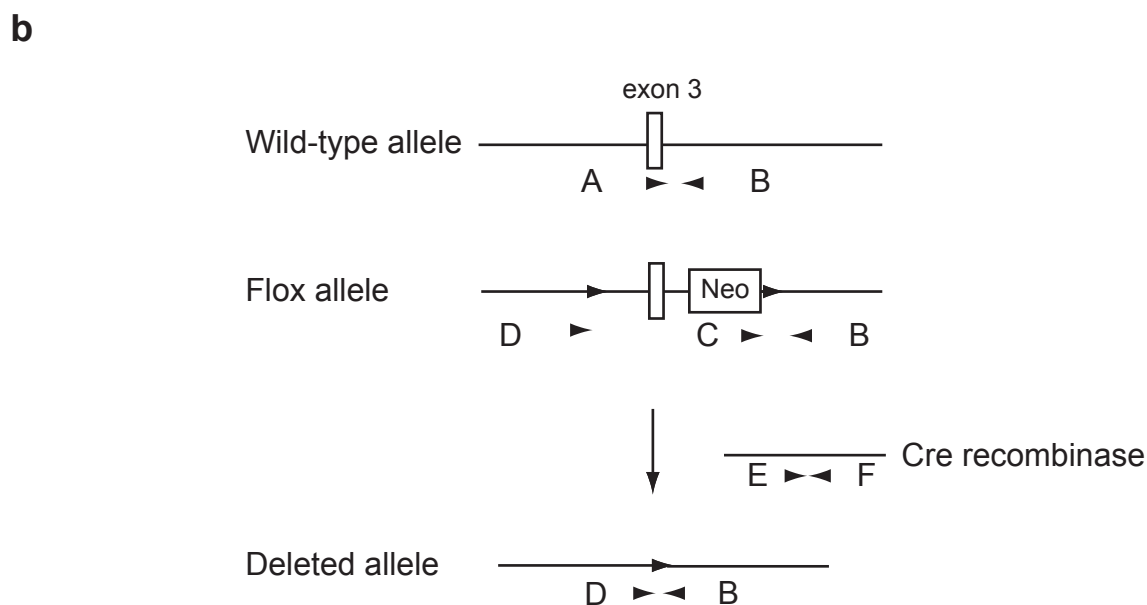 b
exon 3
Wild-type allele
A B
Flox allele
Neo
D C B
Cre recombinase
E F
Deleted allele
D B